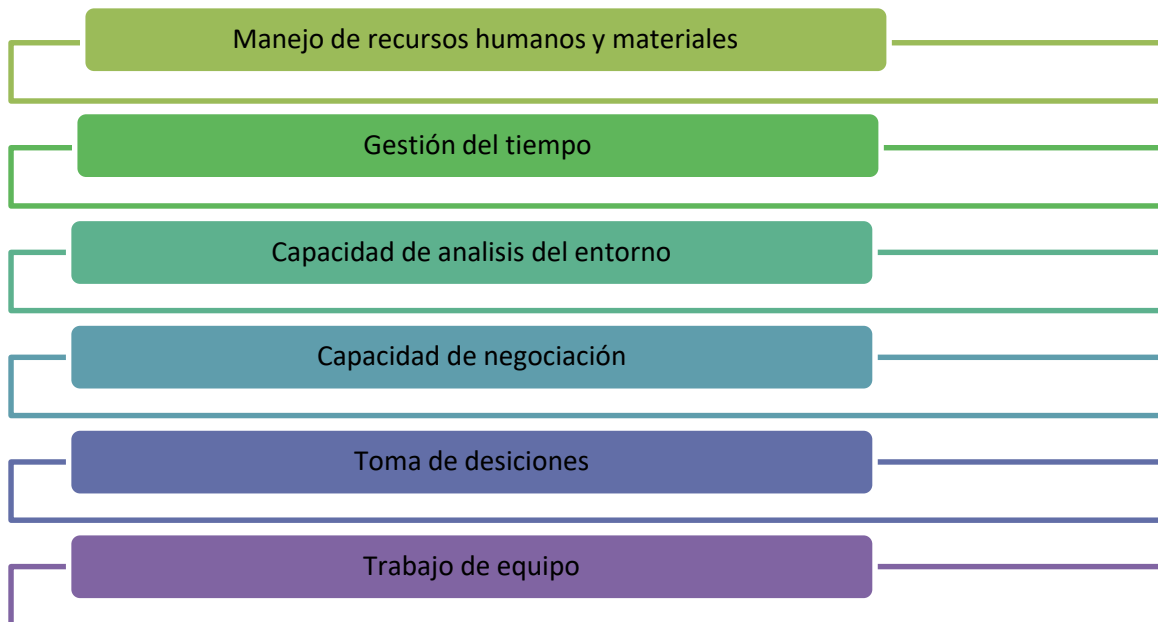 Manejo de recursos humanos y materiales
Gestión del tiempo
Capacidad de analisis del entorno
Capacidad de negociación
Toma de desiciones
Trabajo de equipo